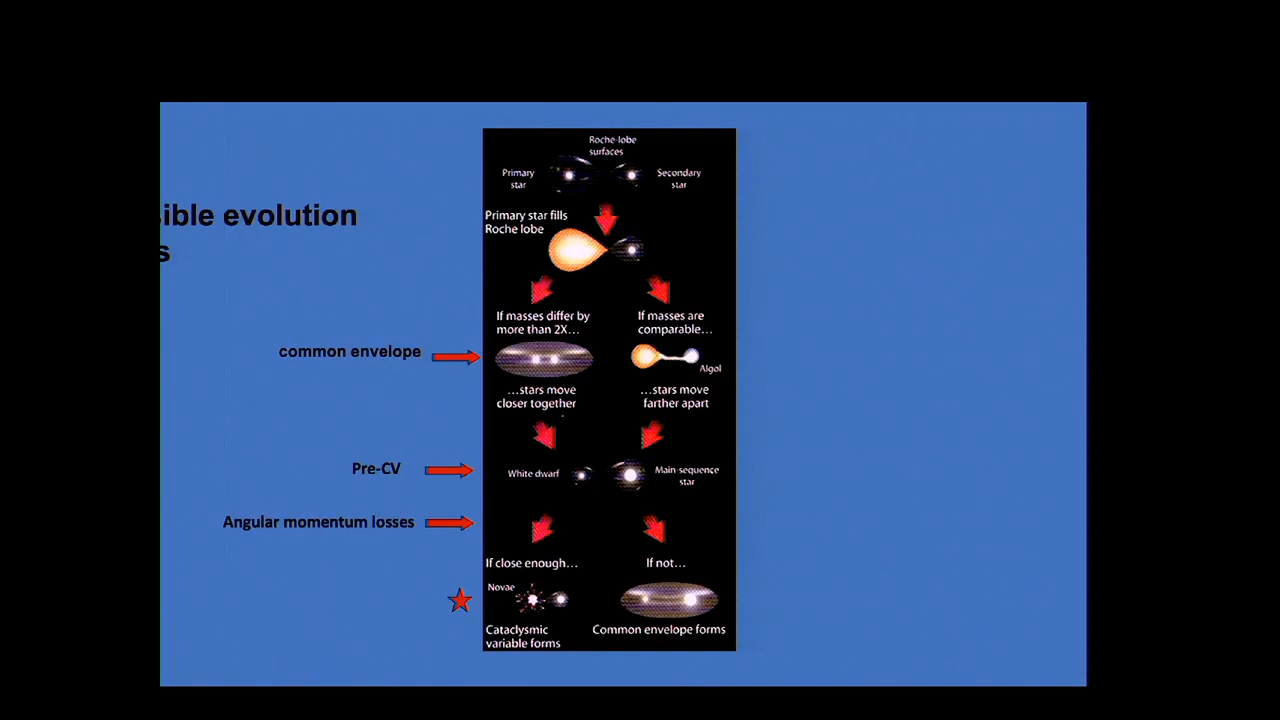 sible evolution
s
Roche-lobe
surfaces
Primary
star
Secondary
star
Primary star fills
Roche lobe
If masses differ by
more than 2X…
If masses are
comparable…
common envelope
Algol
…stars move
closer together
…stars move
farther apart
Pre-CV
White dwarf
Main-sequence
star
Angular momentum losses
If close enough…
If not…
Novae
Cataclysmic
variable forms
Common envelope forms